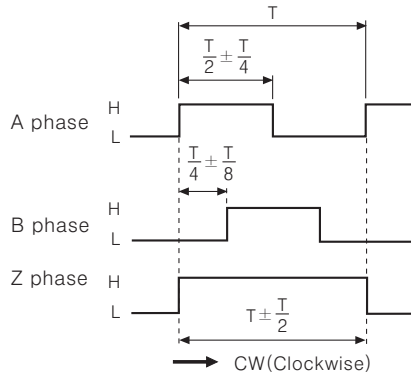 T
T/2 ± T/4
H
A phase
L
T/4 ± T/8
H
B phase
L
Z phase H
L
T ± T/2
CW(Clockwise)